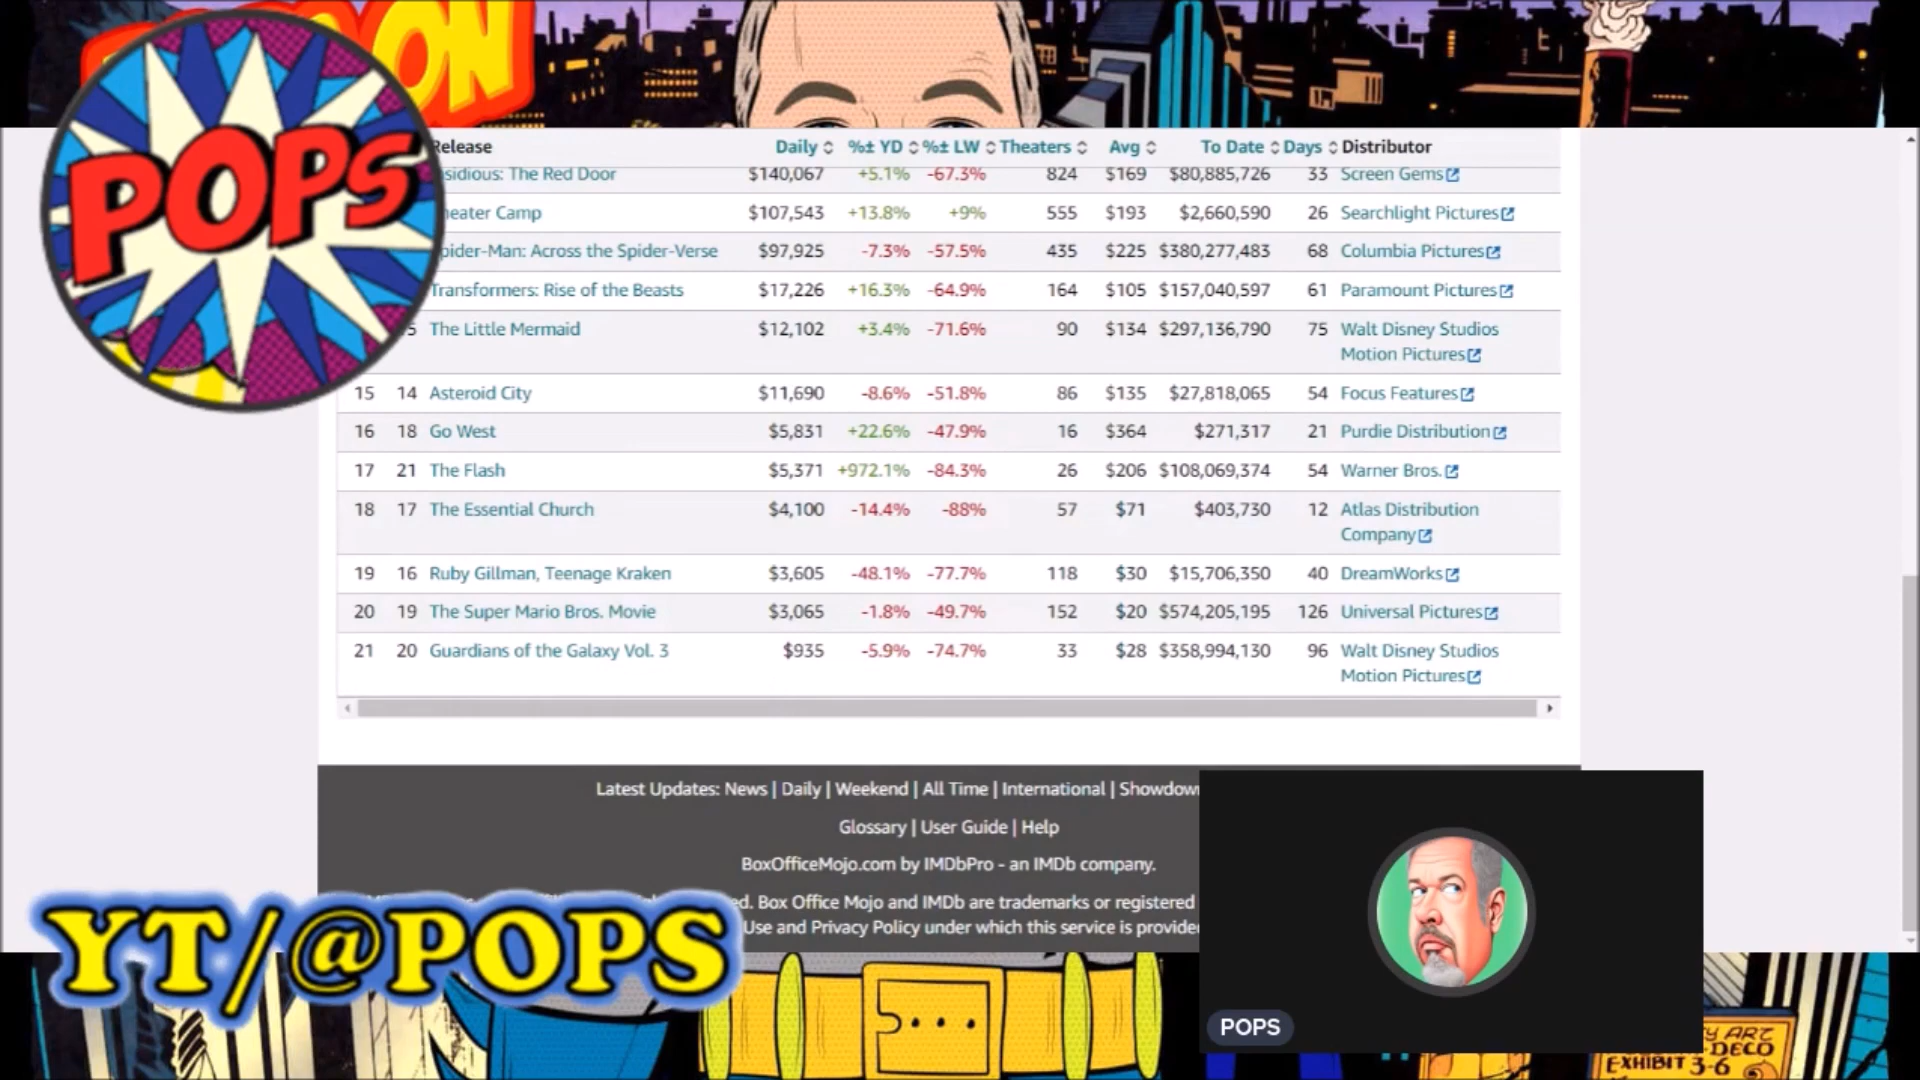 ON
POPS
Release Daily %± YD %± LW Theaters Avg To Date Days Distributor
sidious: The Red Door $140,067 +5.1% -67.3% 824 $169 $80,885,726 33 Screen Gems
heater Camp $107,543 +13.8% +9% 555 $193 $2,660,590 26 Searchlight Pictures
pider-Man: Across the Spider-Verse $97,925 -7.3% -57.5% 435 $225 $380,277,483 68 Columbia Pictures
Transformers: Rise of the Beasts $17,226 +16.3% -64.9% 164 $105 $157,040,597 61 Paramount Pictures
5 The Little Mermaid $12,102 +3.4% -71.6% 90 $134 $297,136,790 75 Walt Disney Studios
Motion Pictures
15 14 Asteroid City $11,690 -8.6% -51.8% 86 $135 $27,818,065 54 Focus Features
16 18 Go West $5,831 +22.6% -47.9% 16 $364 $271,317 21 Purdie Distribution
17 21 The Flash $5,371 +972.1% -84.3% 26 $206 $108,069,374 54 Warner Bros.
18 17 The Essential Church $4,100 -14.4% -88% 57 $71 $403,730 12 Atlas Distribution
Company
19 16 Ruby Gillman, Teenage Kraken $3,605 -48.1% -77.7% 118 $30 $15,706,350 40 DreamWorks
20 19 The Super Mario Bros. Movie $3,065 -1.8% -49.7% 152 $20 $574,205,195 126 Universal Pictures
21 20 Guardians of the Galaxy Vol. 3 $935 -5.9% -74.7% 33 $28 $358,994,130 96 Walt Disney Studios
Motion Pictures
Latest Updates: News | Daily | Weekend | All Time | International | Showdow
Glossary | User Guide | Help
BoxOfficeMojo.com by IMDbPro - an IMDb company.
ed. Box Office Mojo and IMDb are trademarks or registered
Use and Privacy Policy under which this service is provide
YT/@POPS
POPS
ART
DECO
EXHIBIT 3-6